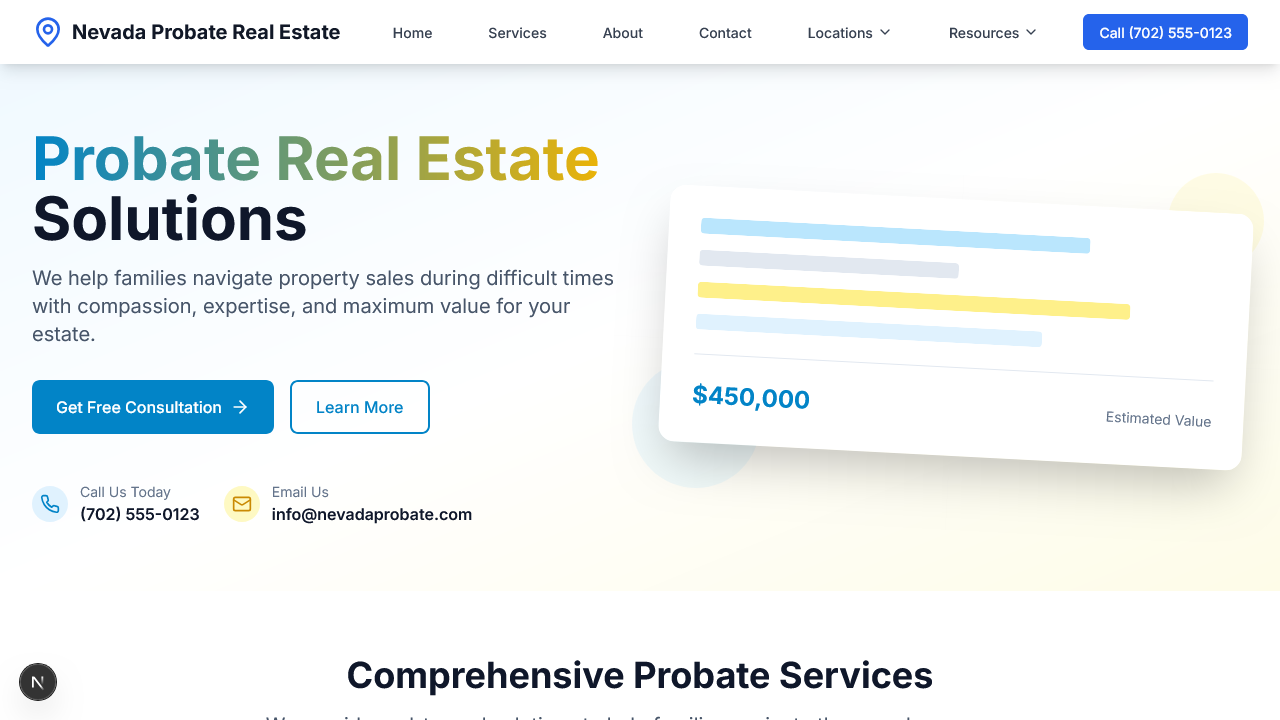 Nevada Probate Real Estate
Home
Services
About
Contact
Locations
Resources
Call (702) 555-0123
Probate Real Estate
Solutions
We help families navigate property sales during difficult times
with compassion, expertise, and maximum value for your
estate.
Get Free Consultation
Learn More
Call Us Today
(702) 555-0123
Email Us
info@nevadaprobate.com
$450,000
Estimated Value
Comprehensive Probate Services
N